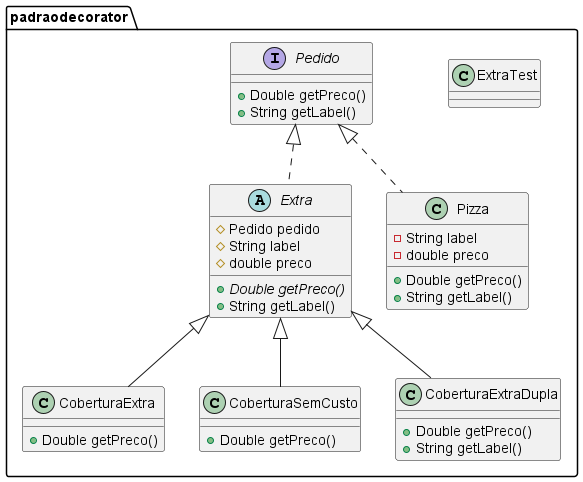 padraodecorator
I Pedido
Double getPreco()
String getLabel()
C ExtraTest
A Extra
Pedido pedido
String label
double preco
Double getPreco()
String getLabel()
C Pizza
String label
double preco
Double getPreco()
String getLabel()
C CoberturaExtra
Double getPreco()
C CoberturaSemCusto
Double getPreco()
C CoberturaExtraDupla
Double getPreco()
String getLabel()